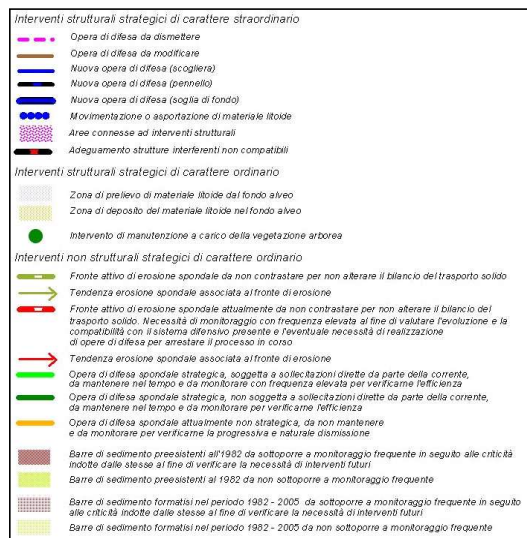 Interventi strutturali strategici di carattere straordinario
Opera di difesa da dismettere
Opera di difesa da modificare
Nuova opera di difesa (scogliera)
Nuova opera di difesa (pennello)
Nuova opera di difesa (soglia di fondo)
Movimentazione o asportazione di materiale litoide
Aree connesse ad interventi strutturali
Adeguamento strutture interferenti non compatibili
Interventi strutturali strategici di carattere ordinario
Zona di prelievo di materiale litoide dal fondo alveo
Zona di deposito del materiale litoide nel fondo alveo
Intervento di manutenzione a carico della vegetazione arborea
Interventi non strutturali strategici di carattere ordinario
Fronte attivo di erosione spondale da non contrastare per non alterare il bilancio del trasporto solido
Tendenza erosione spondale associata al fronte di erosione
Fronte attivo di erosione spondale attualmente da non contrastare per non alterare il bilancio del
trasporto solido. Necessità di monitoraggio con frequenza elevata al fine di valutare l'evoluzione e la
compatibilità con il sistema difensivo presente e l'eventuale necessità di realizzazione
di opere di difesa per arrestare il processo in corso
Tendenza erosione spondale associata al fronte di erosione
Opera di difesa spondale strategica, soggetta a sollecitazioni dirette da parte della corrente,
da mantenere nel tempo e da monitorare con frequenza elevata per verificarne l'efficienza
Opera di difesa spondale strategica, non soggetta a sollecitazioni dirette da parte della corrente,
da mantenere nel tempo e da monitorare per verificarne l'efficienza
Opera di difesa spondale attualmente non strategica, da non mantenere
e da monitorare per verificarne la progressiva e naturale dismissione
Barre di sedimento preesistenti all'1982 da sottoporre a monitoraggio frequente in seguito alle criticità
indotte dalle stesse al fine di verificare la necessità di interventi futuri
Barre di sedimento preesistenti al 1982 da non sottoporre a monitoraggio frequente
Barre di sedimento formatisi nel periodo 1982 - 2005 da sottoporre a monitoraggio frequente in seguito
alle criticità indotte dalle stesse al fine di verificare la necessità di interventi futuri
Barre di sedimento formatisi nel periodo 1982 - 2005 da non sottoporre a monitoraggio frequente